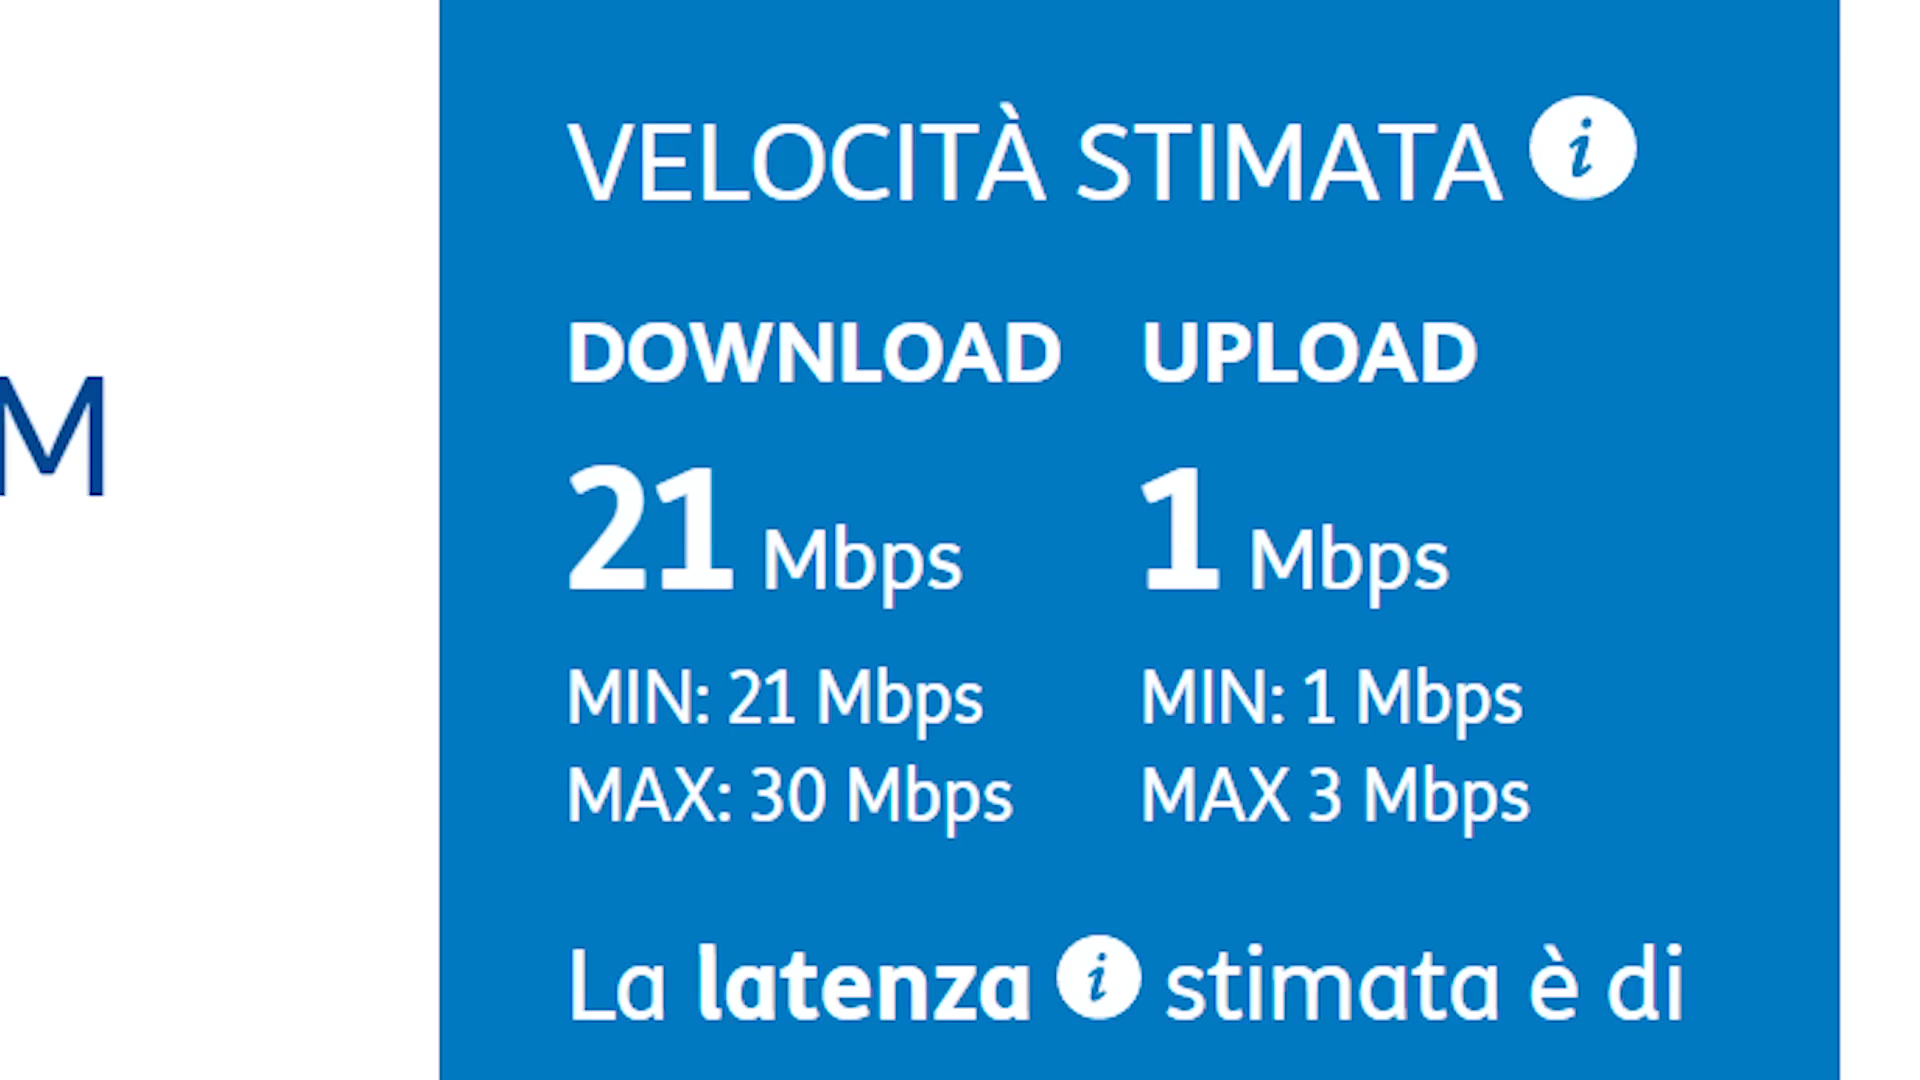 VELOCITÀ STIMATA i
DOWNLOAD UPLOAD
M
21 Mbps 1 Mbps
MIN: 21 Mbps MIN: 1 Mbps
MAX: 30 Mbps MAX 3 Mbps
La latenza i stimata è di